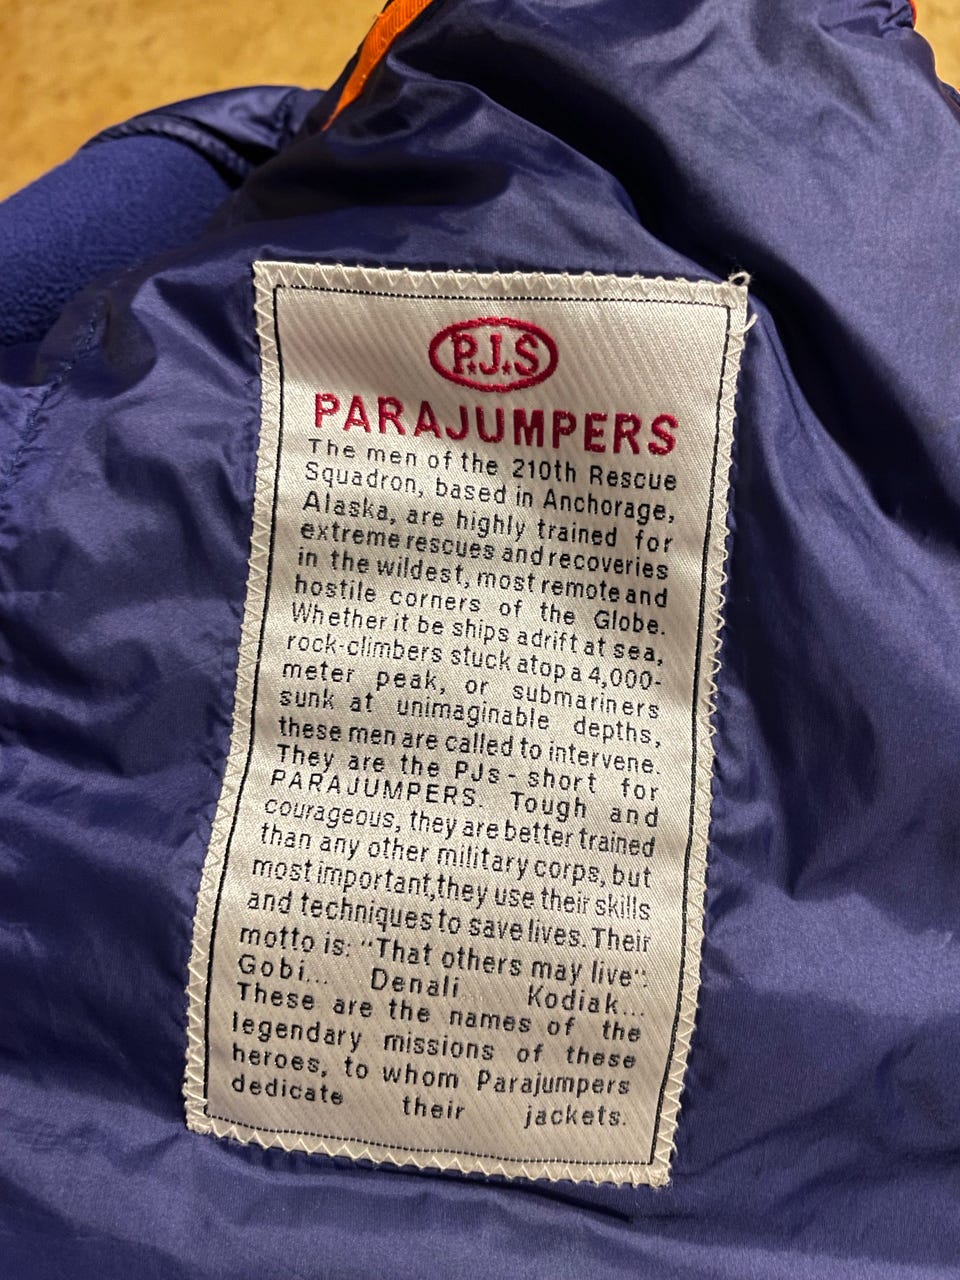 P.J.S
PARAJUMPERS
The men of the 210th Rescue
Squadron, based in Anchorage,
Alaska, are highly trained for
extreme rescues and recoveries
in the wildest, most remote and
hostile corners of the Globe.
Whether it be ships adrift at sea,
rock-climbers stuck atop a 4,000-
meter peak, or submariners
sunk at unimaginable depths,
these men are called to intervene.
They are the PJs - short for
PARAJUMPERS. Tough and
courageous, they are better trained
than any other military corps, but
most important,they use their skills
and techniques to save lives. Their
motto is: "That others may live".
Gobi... Denali... Kodiak...
These are the names of the
legendary missions of these
heroes, to whom Parajumpers
dedicate their jackets.